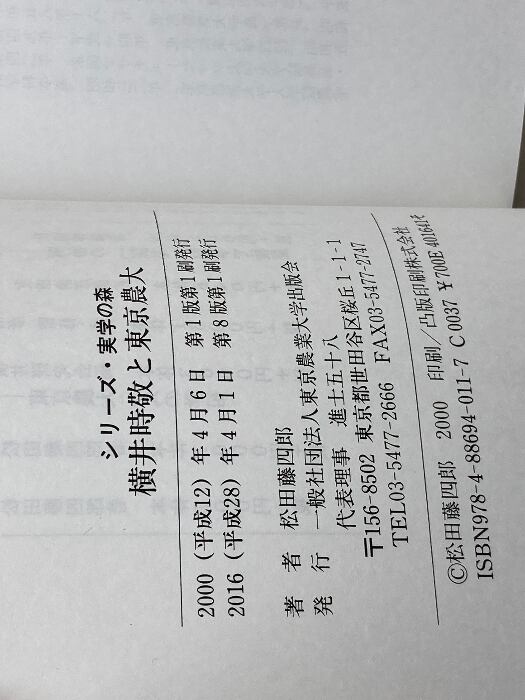 シリーズ・実学の森
横井時敬と東京農大
2000（平成12）年4月6日　第1版第1刷発行
2016（平成28）年4月1日　第8版第1刷発行
著　者　松田藤四郎
発　行　一般社団法人東京農業大学出版会
代表理事　進士五十八
〒156-8502　東京都世田谷区桜丘1-1-1
TEL03-5477-2666　FAX03-5477-2747
©松田藤四郎　2000　印刷／凸版印刷株式会社
ISBN978-4-88694-011-7 C0037 ¥700E